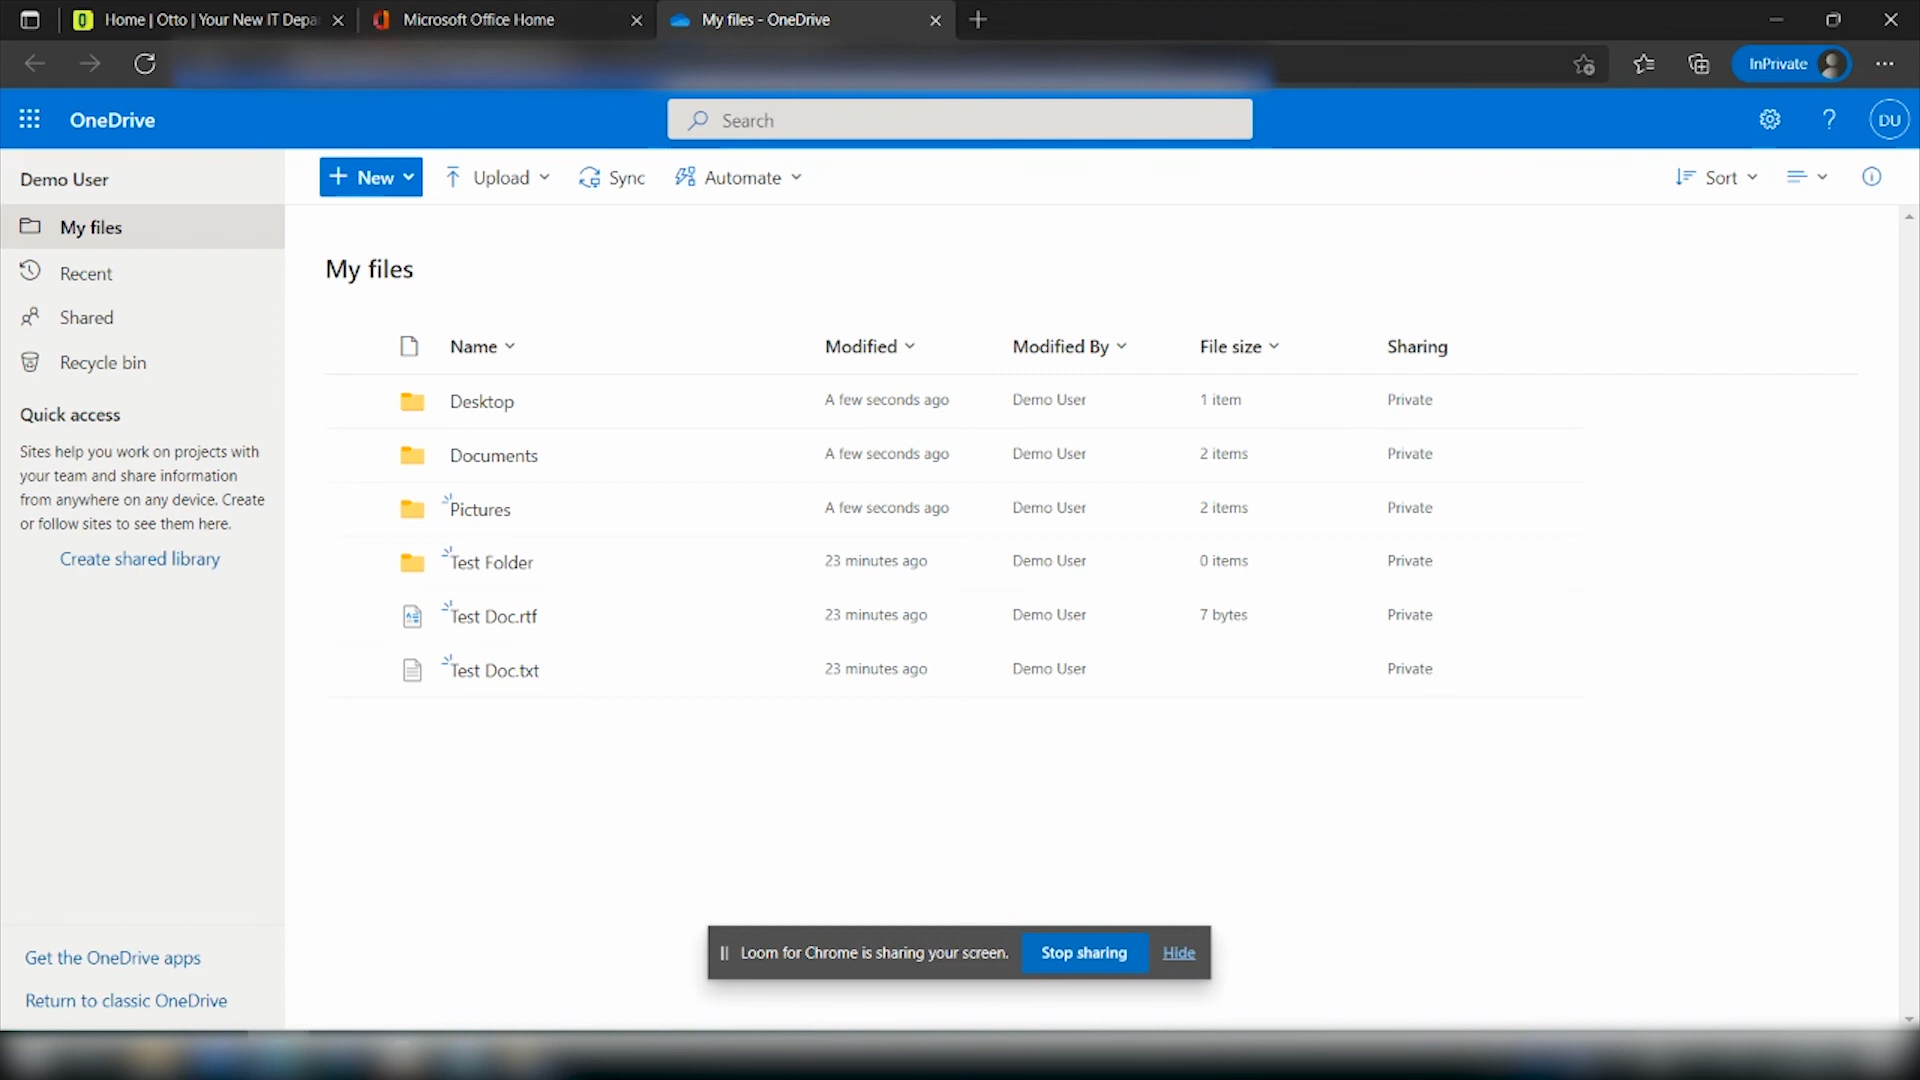 Home | Otto | Your New IT Depa
Microsoft Office Home
My files - OneDrive
InPrivate
OneDrive
Search
DU
Demo User
New
Upload
Sync
Automate
Sort
My files
Recent
Shared
Recycle bin
Quick access
Sites help you work on projects with
your team and share information
from anywhere on any device. Create
or follow sites to see them here.
Create shared library
Get the OneDrive apps
Return to classic OneDrive
My files
Name Modified Modified By File size Sharing
Desktop A few seconds ago Demo User 1 item Private
Documents A few seconds ago Demo User 2 items Private
Pictures A few seconds ago Demo User 2 items Private
Test Folder 23 minutes ago Demo User 0 items Private
Test Doc.rtf 23 minutes ago Demo User 7 bytes Private
Test Doc.txt 23 minutes ago Demo User Private
Loom for Chrome is sharing your screen. Stop sharing Hide